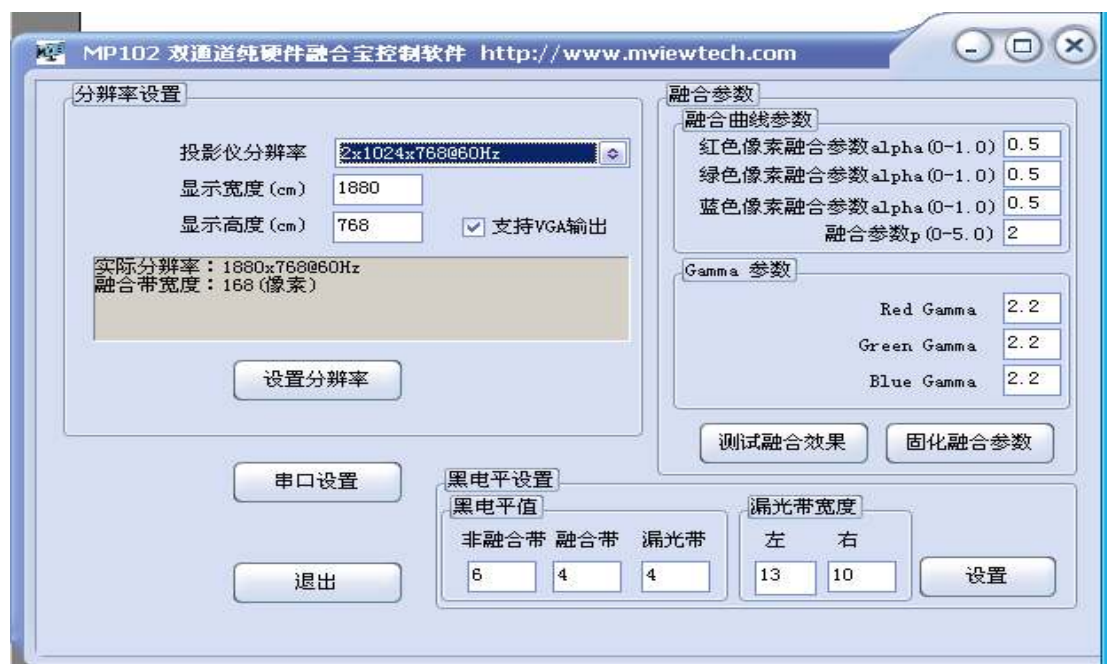 MP102 双通道纯硬件融合宝控制软件 http://www.mviewtech.com
分辨率设置
投影仪分辨率 2x1024x768@60Hz
显示宽度(cm) 1880
显示高度(cm) 768 支持VGA输出
实际分辨率：1880x768@60Hz
融合带宽度：168(像素)
设置分辨率
融合参数
融合曲线参数
红色像素融合参数alpha(0-1.0) 0.5
绿色像素融合参数alpha(0-1.0) 0.5
蓝色像素融合参数alpha(0-1.0) 0.5
融合参数p(0-5.0) 2
Gamma 参数
Red Gamma 2.2
Green Gamma 2.2
Blue Gamma 2.2
测试融合效果 固化融合参数
串口设置
退出
黑电平设置
黑电平值 漏光带宽度
非融合带 融合带 漏光带 左 右
6 4 4 13 10 设置